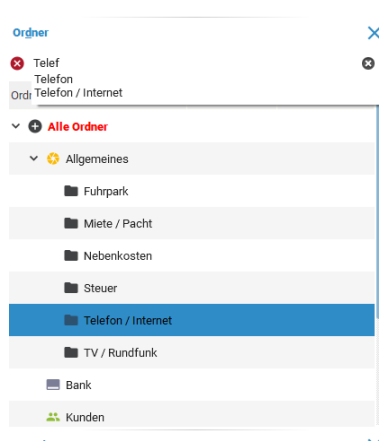 Ordner
Telef
Telefon
Telefon / Internet
Ord
Alle Ordner
Allgemeines
Fuhrpark
Miete / Pacht
Nebenkosten
Steuer
Telefon / Internet
TV / Rundfunk
Bank
Kunden